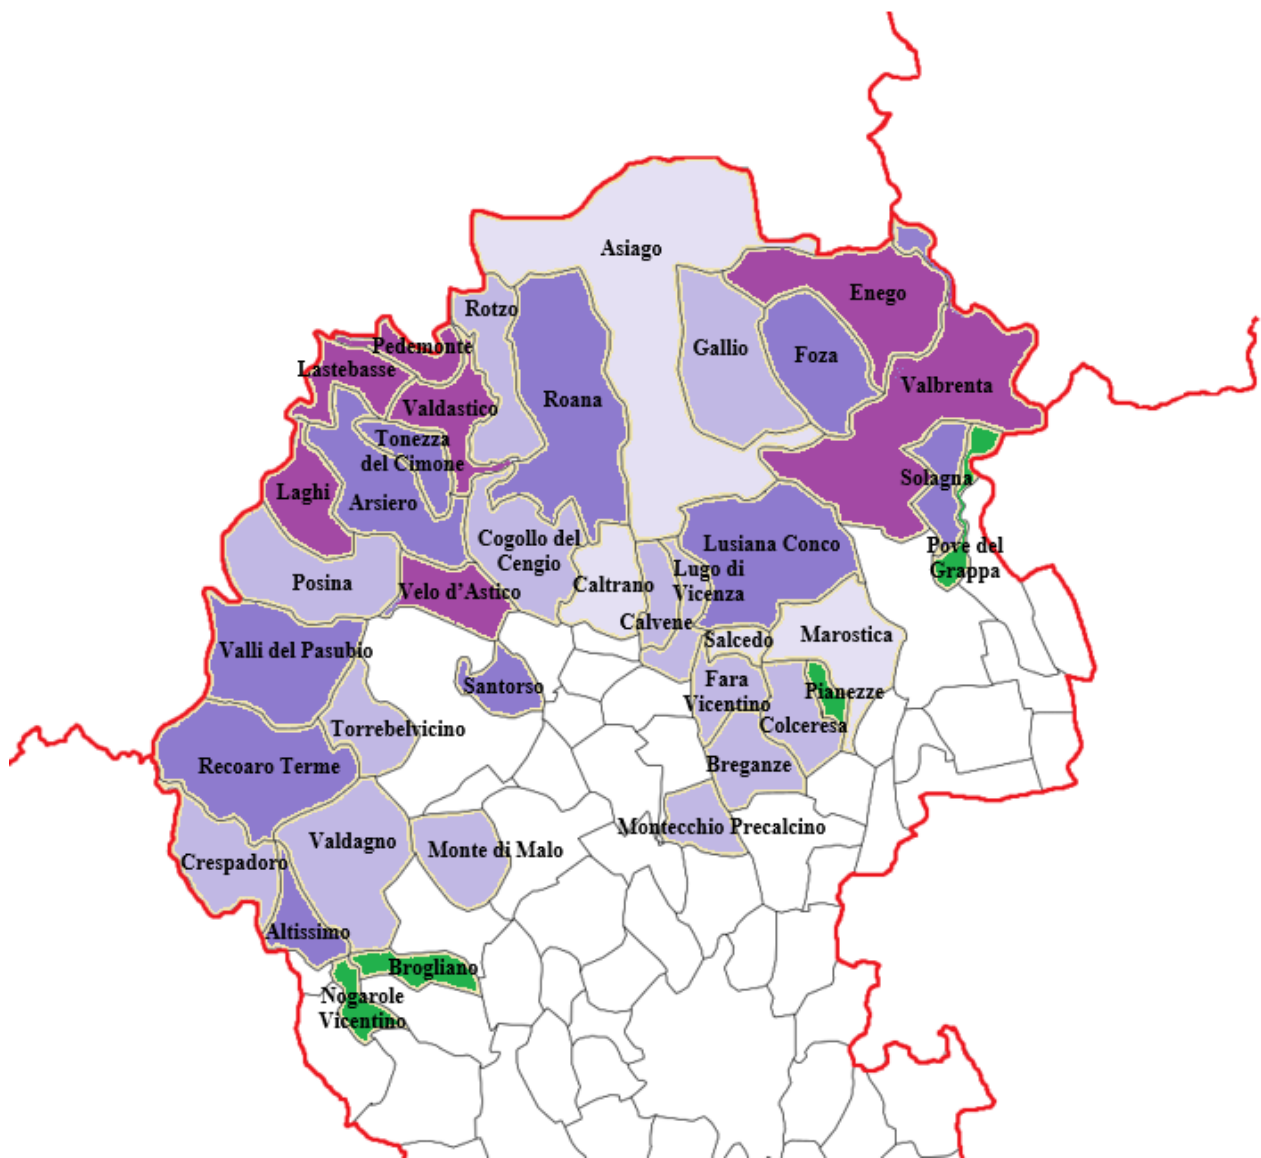 Asiago
Enego
Rotzo
Pedemonte
Gallio
Foza
Lastebasse
Valbrenta
Roana
Valdastico
Tonezza
del Cimone
Solagna
Laghi
Arsiero
Cogollo del
Cengio
Lusiana Conco
Pove del
Grappa
Posina
Velo d’Astico
Caltrano
Lugo di
Vicenza
Calvene
Salcedo
Marostica
Valli del Pasubio
Santorso
Fara
Vicentino
Pianezze
Colceresa
Torrebelvicino
Recoaro Terme
Breganze
Montecchio Precalcino
Valdagno
Monte di Malo
Crespadoro
Altissimo
Brogliano
Nogarole
Vicentino